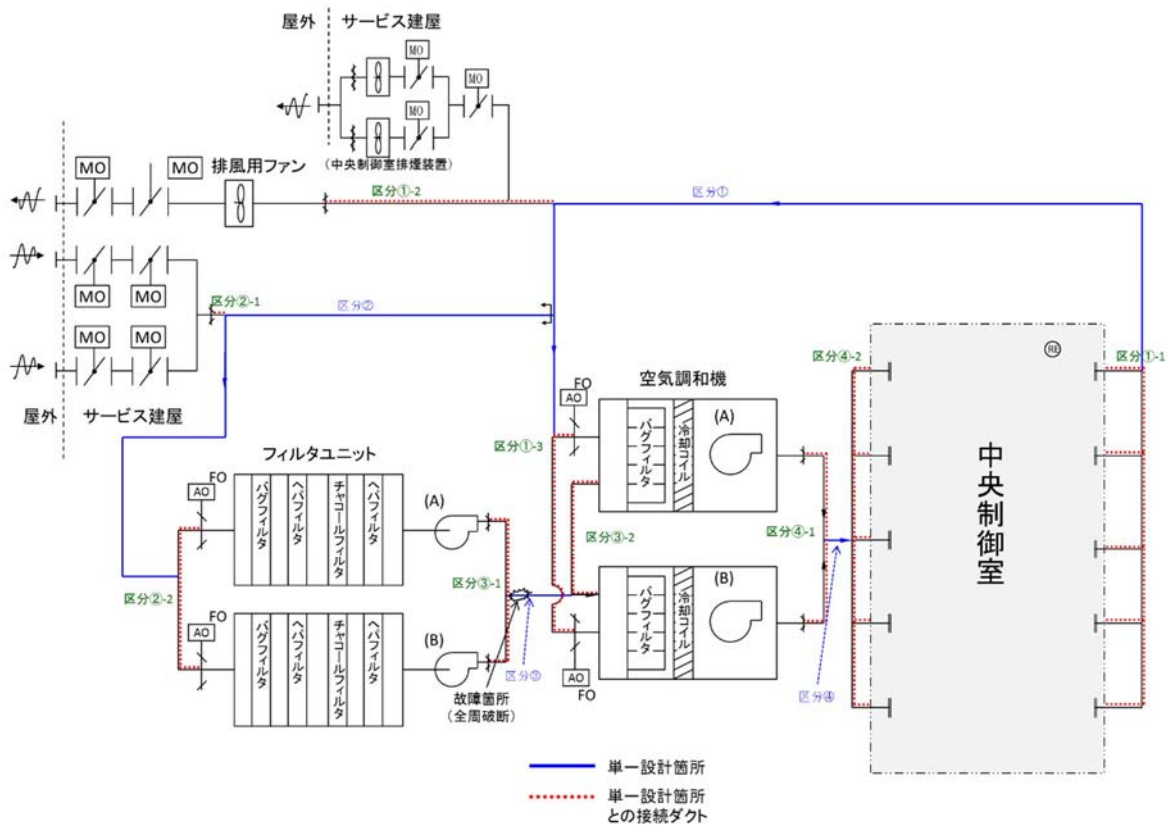 屋外
サービス建屋
MO
MO
MO
(中央制御室排煙装置)
MO
MO
排風用ファン
区分①-2
区分①
MO
MO
MO
MO
区分②-1
区分②
屋外
サービス建屋
フィルタユニット
FO
AO
バグフィルタ
ヘパフィルタ
チャコールフィルタ
ヘパフィルタ
(A)
区分②-2
FO
AO
バグフィルタ
ヘパフィルタ
チャコールフィルタ
ヘパフィルタ
(B)
区分③-1
故障箇所
(全周破断)
区分③
空気調和機
FO
AO
区分①-3
バグフィルタ
冷却コイル
(A)
区分③-2
バグフィルタ
冷却コイル
(B)
AO
FO
区分④-1
区分④
区分④-2
RE
区分①-1
中央制御室
単一設計箇所
単一設計箇所
との接続ダクト